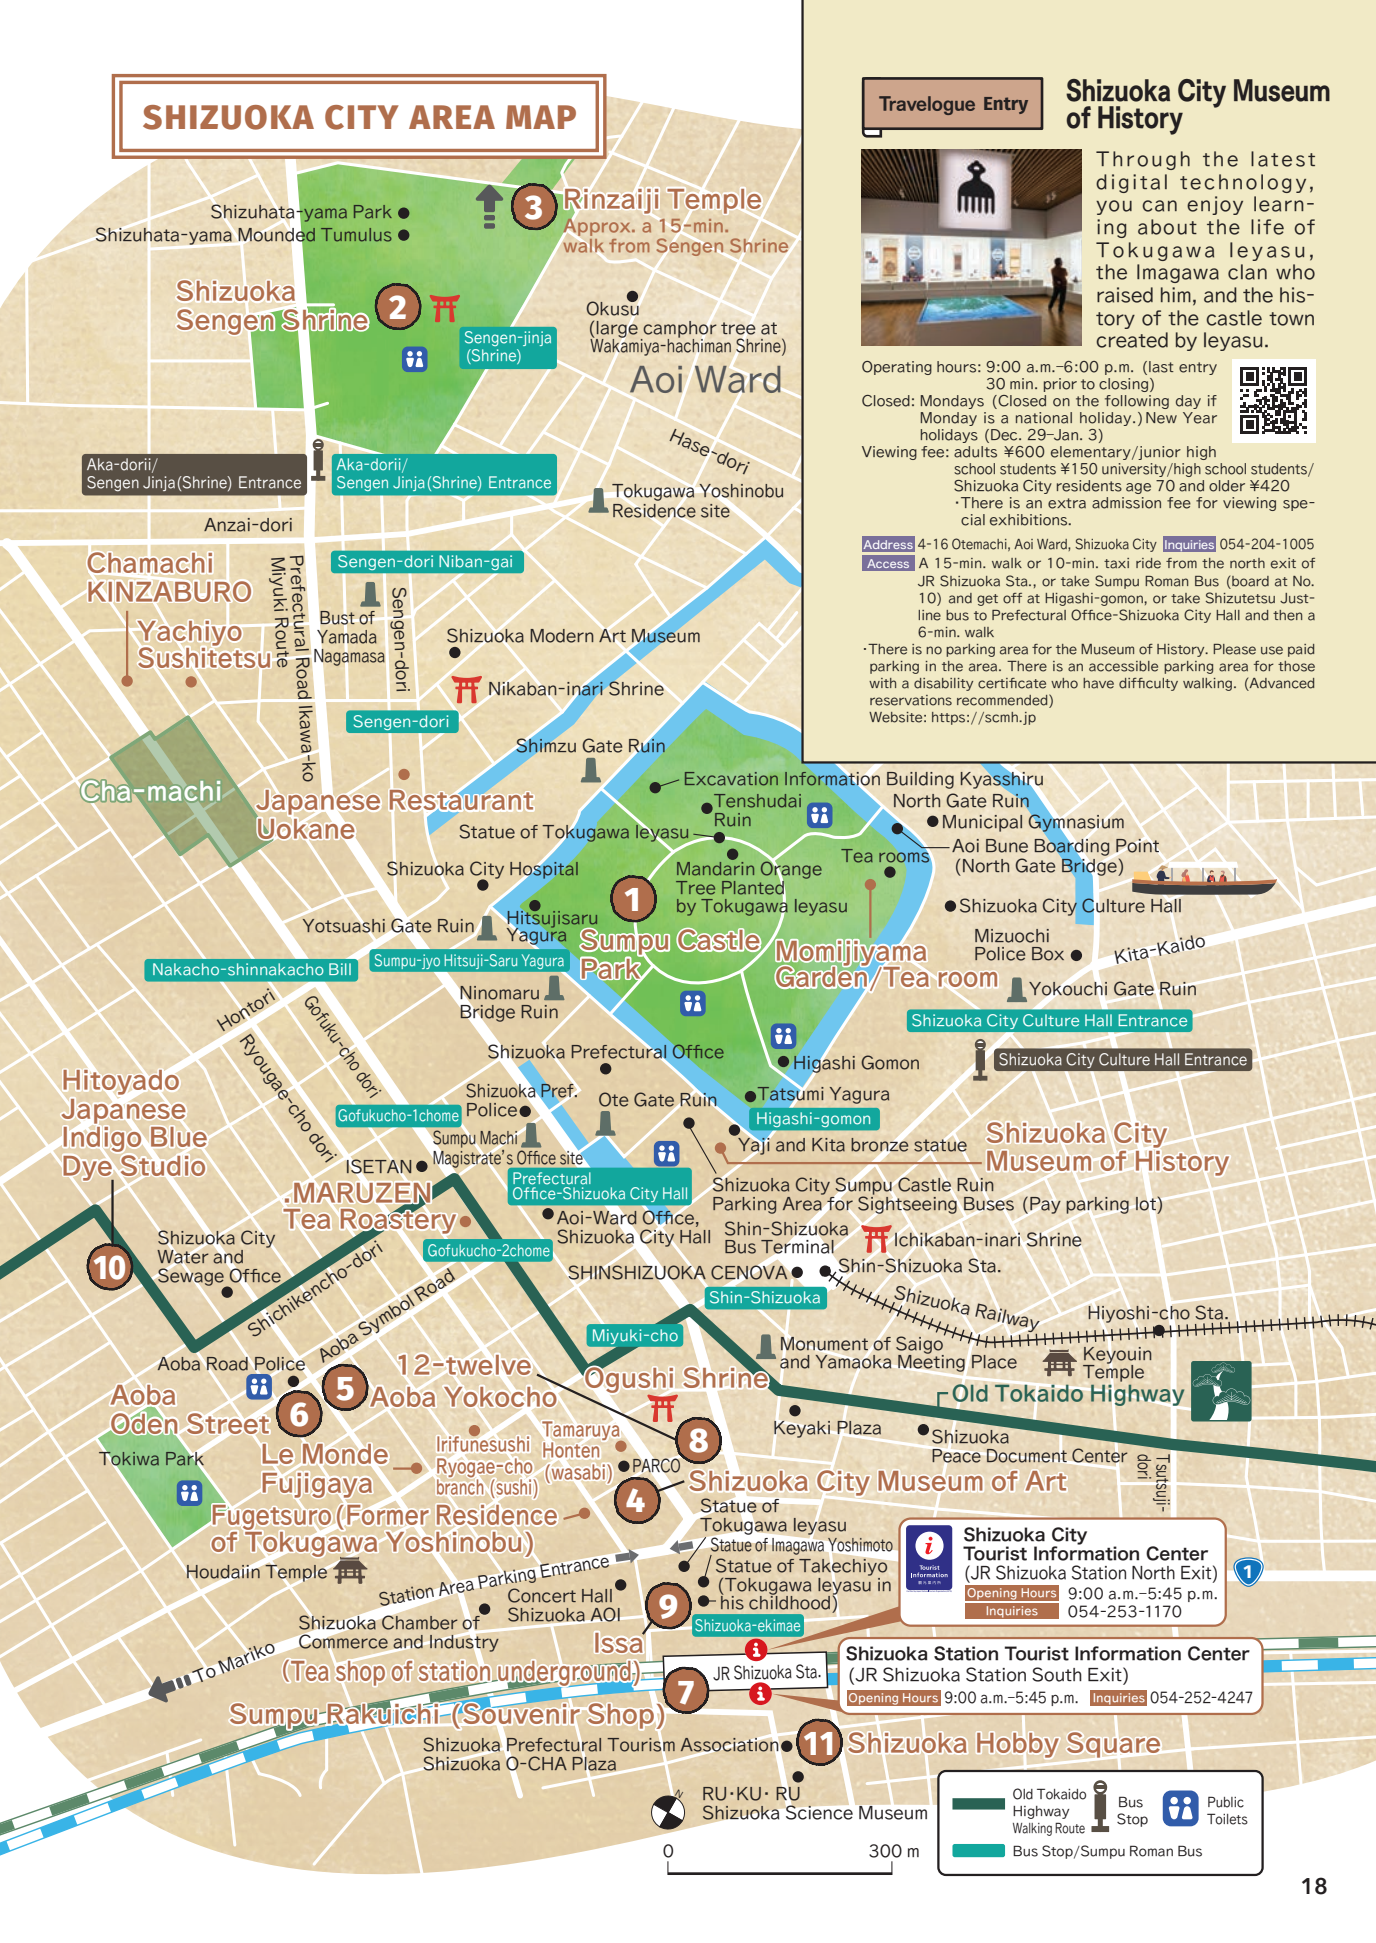 SHIZUOKA CITY AREA MAP
Travelogue Entry
Shizuoka City Museum
of History
Through the latest
digital technology,
you can enjoy learn-
ing about the life of
Tokugawa Ieyasu,
the Imagawa clan who
raised him, and the his-
tory of the castle town
created by Ieyasu.
Operating hours: 9:00 a.m.–6:00 p.m. (last entry
30 min. prior to closing)
Closed: Mondays (Closed on the following day if
Monday is a national holiday.) New Year
holidays (Dec. 29–Jan. 3)
Viewing fee: adults ¥600 elementary/junior high
school students ¥150 university/high school students/
Shizuoka City residents age 70 and older ¥420
・There is an extra admission fee for viewing spe-
cial exhibitions.
Address 4-16 Otemachi, Aoi Ward, Shizuoka City Inquiries 054-204-1005
Access A 15-min. walk or 10-min. taxi ride from the north exit of
JR Shizuoka Sta., or take Sumpu Roman Bus (board at No.
10) and get off at Higashi-gomon, or take Shizutetsu Just-
line bus to Prefectural Office-Shizuoka City Hall and then a
6-min. walk
・There is no parking area for the Museum of History. Please use paid
parking in the area. There is an accessible parking area for those
with a disability certificate who have difficulty walking. (Advanced
reservations recommended)
Website: https://scmh.jp
3
Rinzaiji Temple
Approx. a 15-min.
walk from Sengen Shrine
Shizuhata-yama Park
Shizuhata-yama Mounded Tumulus
Shizuoka
Sengen Shrine
2
Sengen-jinja
(Shrine)
Okusu
(large camphor tree at
Wakamiya-hachiman Shrine)
Aoi Ward
Hase-dori
Aka-dorii/
Sengen Jinja(Shrine) Entrance
Aka-dorii/
Sengen Jinja(Shrine) Entrance
Tokugawa Yoshinobu
Residence site
Anzai-dori
Sengen-dori Niban-gai
Chamachi
KINZABURO
Yachiyo
Sushitetsu
Prefectural Road Ikawa-ko
Miyuki Route
Bust of
Yamada
Nagamasa
Sengen-dori
Shizuoka Modern Art Museum
Nikaban-inari Shrine
Sengen-dori
Shimzu Gate Ruin
Cha-machi
Japanese Restaurant
Uokane
Excavation Information Building Kyasshiru
Tenshudai
Ruin
North Gate Ruin
Municipal Gymnasium
Statue of Tokugawa Ieyasu
Aoi Bune Boarding Point
(North Gate Bridge)
Tea rooms
Shizuoka City Hospital
Mandarin Orange
Tree Planted
by Tokugawa Ieyasu
1
Sumpu Castle
Park
Hitsujisaru
Yagura
Yotsuashi Gate Ruin
Shizuoka City Culture Hall
Momijiyama
Garden/Tea room
Mizuochi
Police Box
Kita-Kaido
Nakacho-shinnakacho Bill
Sumpu-jyo Hitsuji-Saru Yagura
Ninomaru
Bridge Ruin
Yokouchi Gate Ruin
Shizuoka City Culture Hall Entrance
Shizuoka City Culture Hall Entrance
Hontori
Gofuku-cho dori
Ryougae-cho dori
Shizuoka Prefectural Office
Higashi Gomon
Hitoyado
Japanese
Indigo Blue
Dye Studio
Shizuoka Pref.
Police
Ote Gate Ruin
Tatsumi Yagura
Gofukucho-1chome
Higashi-gomon
Sumpu Machi
Magistrate's Office site
Yaji and Kita bronze statue
Shizuoka City
Museum of History
ISETAN
Prefectural
Office-Shizuoka City Hall
.MARUZEN
Tea Roastery
Shizuoka City Sumpu Castle Ruin
Parking Area for Sightseeing Buses (Pay parking lot)
Aoi-Ward Office,
Shizuoka City Hall
Shin-Shizuoka
Bus Terminal
Ichikaban-inari Shrine
Gofukucho-2chome
10
Shizuoka City
Water and
Sewage Office
Shichikencho-dori
Aoba Symbol Road
SHINSHIZUOKA CENOVA
Shin-Shizuoka Sta.
Shin-Shizuoka
Shizuoka Railway
Hiyoshi-cho Sta.
Miyuki-cho
Monument of Saigo
and Yamaoka Meeting Place
Keyouin
Temple
Old Tokaido Highway
Aoba Road Police
12-twelve
5
Aoba Yokocho
Ogushi Shrine
Aoba
Oden Street
6
8
Keyaki Plaza
Shizuoka
Peace Document Center
Tsutsuji-
dori
Tokiwa Park
Le Monde
Fujigaya
Irifunesushi
Ryogae-cho
branch (sushi)
Tamaruya
Honten
(wasabi)
PARCO
4
Shizuoka City Museum of Art
Fugetsuro (Former Residence
of Tokugawa Yoshinobu)
Statue of
Tokugawa Ieyasu
Statue of Imagawa Yoshimoto
Statue of Takechiyo
(Tokugawa Ieyasu in
his childhood)
Houdaiin Temple
Station Area Parking Entrance
Concert Hall
Shizuoka AOI
9
Shizuoka-ekimae
Shizuoka Chamber of
Commerce and Industry
Issa
(Tea shop of station underground)
To Mariko
i
Tourist
Information
Shizuoka City
Tourist Information Center
(JR Shizuoka Station North Exit)
Opening Hours 9:00 a.m.–5:45 p.m.
Inquiries 054-253-1170
1
i
JR Shizuoka Sta.
i
7
Shizuoka Station Tourist Information Center
(JR Shizuoka Station South Exit)
Opening Hours 9:00 a.m.–5:45 p.m. Inquiries 054-252-4247
Sumpu Rakuichi (Souvenir Shop)
Shizuoka Prefectural Tourism Association
Shizuoka O-CHA Plaza
11
Shizuoka Hobby Square
RU・KU・RU
Shizuoka Science Museum
N
0 300 m
Old Tokaido
Highway
Walking Route
Bus
Stop
Public
Toilets
Bus Stop/Sumpu Roman Bus
18